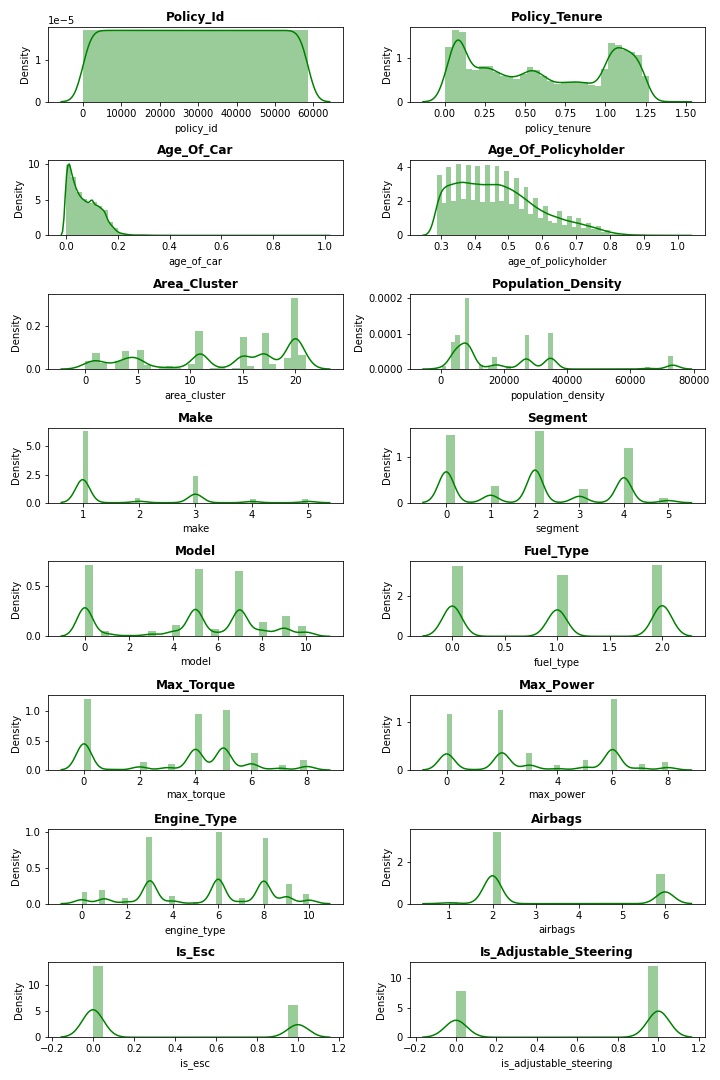 Policy_Id
1e−5
1
0
Density
0 10000 20000 30000 40000 50000 60000
policy_id
Policy_Tenure
1
0
Density
0.00 0.25 0.50 0.75 1.00 1.25 1.50
policy_tenure
Age_Of_Car
10
5
0
Density
0.0 0.2 0.4 0.6 0.8 1.0
age_of_car
Age_Of_Policyholder
4
2
0
Density
0.3 0.4 0.5 0.6 0.7 0.8 0.9 1.0
age_of_policyholder
Area_Cluster
0.2
0.0
Density
0 5 10 15 20
area_cluster
Population_Density
0.0002
0.0001
0.0000
Density
0 20000 40000 60000 80000
population_density
Make
5.0
2.5
0.0
Density
1 2 3 4 5
make
Segment
1
0
Density
0 1 2 3 4 5
segment
Model
0.5
0.0
Density
0 2 4 6 8 10
model
Fuel_Type
2
0
Density
0.0 0.5 1.0 1.5 2.0
fuel_type
Max_Torque
1.0
0.5
0.0
Density
0 2 4 6 8
max_torque
Max_Power
1
0
Density
0 2 4 6 8
max_power
Engine_Type
1.0
0.5
0.0
Density
0 2 4 6 8 10
engine_type
Airbags
2
0
Density
1 2 3 4 5 6
airbags
Is_Esc
10
5
0
Density
−0.2 0.0 0.2 0.4 0.6 0.8 1.0 1.2
is_esc
Is_Adjustable_Steering
10
5
0
Density
−0.2 0.0 0.2 0.4 0.6 0.8 1.0 1.2
is_adjustable_steering